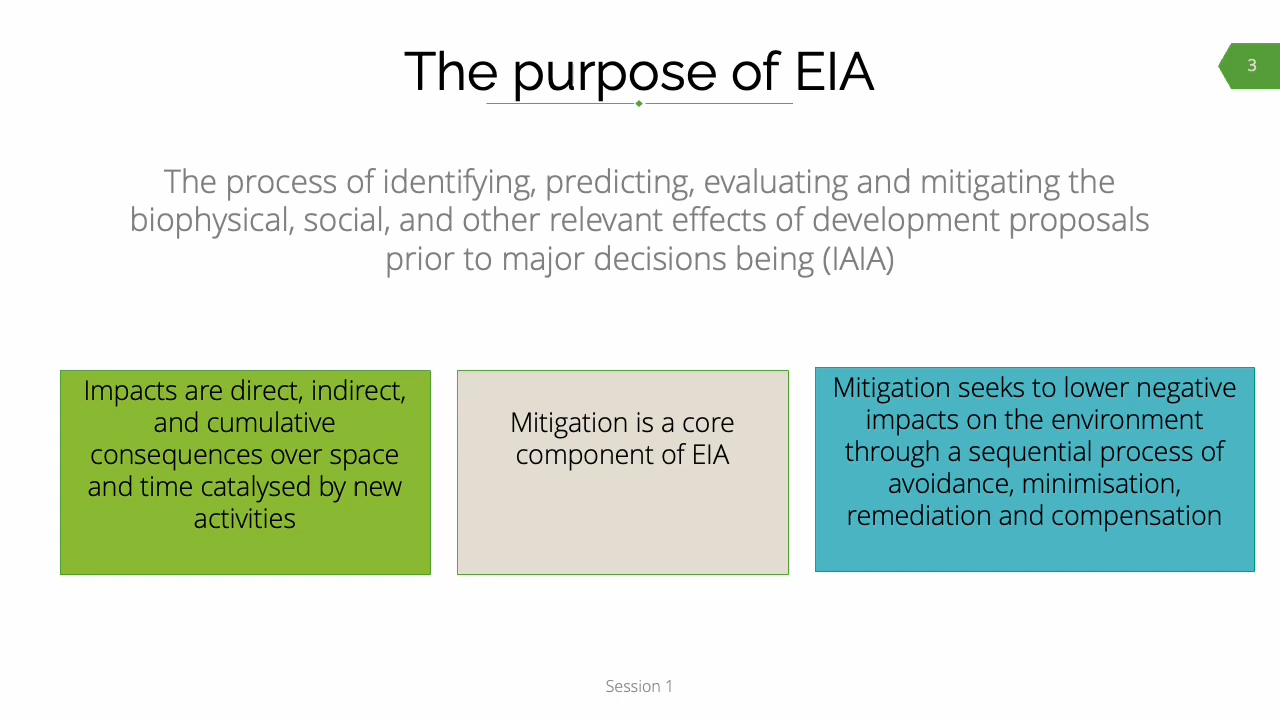 The purpose of EIA
3
The process of identifying, predicting, evaluating and mitigating the
biophysical, social, and other relevant effects of development proposals
prior to major decisions being (IAIA)
Impacts are direct, indirect,
and cumulative
consequences over space
and time catalysed by new
activities
Mitigation is a core
component of EIA
Mitigation seeks to lower negative
impacts on the environment
through a sequential process of
avoidance, minimisation,
remediation and compensation
Session 1